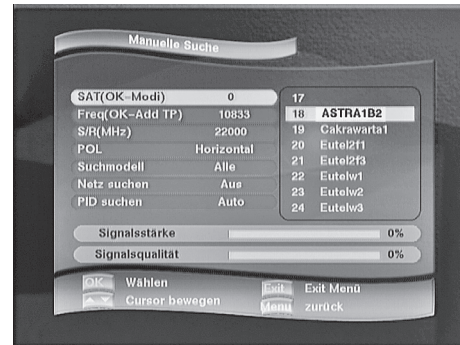 Manuelle Suche
SAT(OK-Modi) 0
Freq(OK-Add TP) 10833
S/R(MHz) 22000
POL Horizontal
Suchmodell Alle
Netz suchen Aus
PID suchen Auto
17
18 ASTRA1B2
19 Cakrawarta1
20 Eutel2f1
21 Eutel2f3
22 Eutelw1
23 Eutelw2
24 Eutelw3
Signalsstärke 0%
Signalsqualität 0%
OK Wählen
Exit Exit Menü
Cursor bewegen
Menu zurück